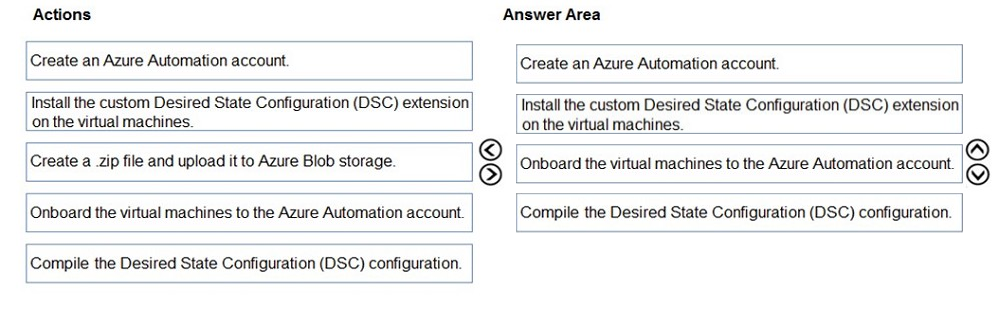 Actions
Create an Azure Automation account.
Install the custom Desired State Configuration (DSC) extension
on the virtual machines.
Create a .zip file and upload it to Azure Blob storage.
Onboard the virtual machines to the Azure Automation account.
Compile the Desired State Configuration (DSC) configuration.
Answer Area
Create an Azure Automation account.
Install the custom Desired State Configuration (DSC) extension
on the virtual machines.
Onboard the virtual machines to the Azure Automation account.
Compile the Desired State Configuration (DSC) configuration.